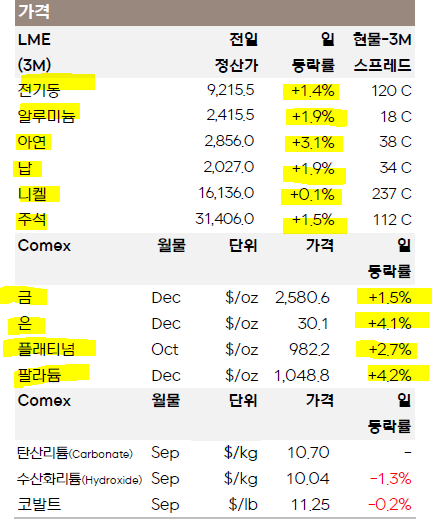 가격
LME 전일 일 현물-3M
(3M) 정산가 등락률 스프레드
전기동 9,215.5 +1.4% 120 C
알루미늄 2,415.5 +1.9% 18 C
아연 2,856.0 +3.1% 38 C
납 2,027.0 +1.9% 34 C
니켈 16,136.0 +0.1% 237 C
주석 31,406.0 +1.5% 112 C
Comex 월물 단위 가격 일
등락률
금 Dec $/oz 2,580.6 +1.5%
은 Dec $/oz 30.1 +4.1%
플래티넘 Oct $/oz 982.2 +2.7%
팔라듐 Dec $/oz 1,048.8 +4.2%
Comex 월물 단위 가격 일
등락률
탄산리튬(Carbonate) Sep $/kg 10.70 -
수산화리튬(Hydroxide) Sep $/kg 10.04 -1.3%
코발트 Sep $/lb 11.25 -0.2%